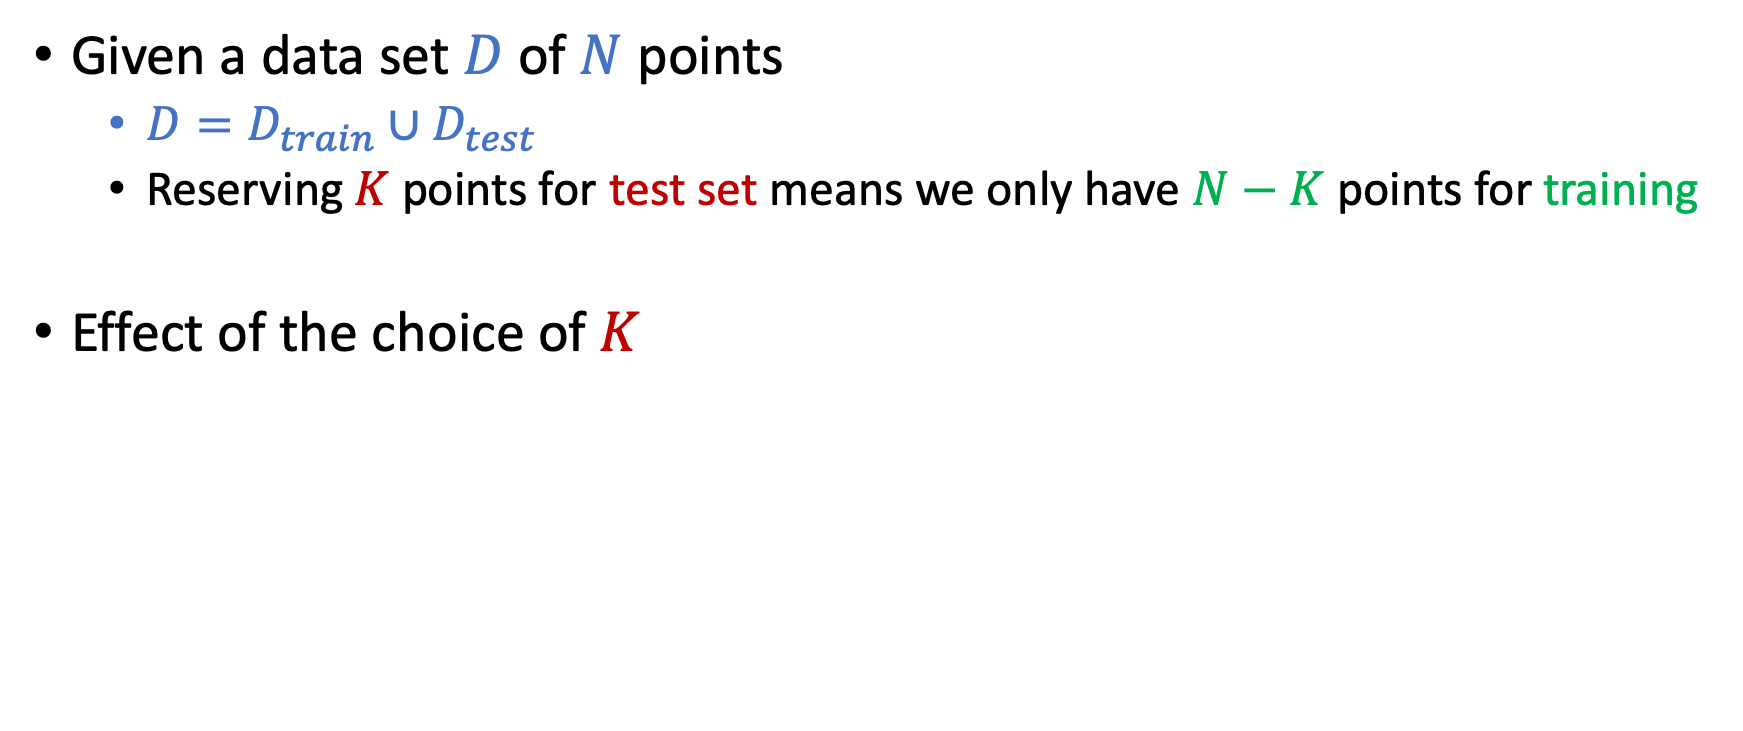 • Given a data set D of N points
• D = D_train ∪ D_test
• Reserving K points for test set means we only have N − K points for training
• Effect of the choice of K